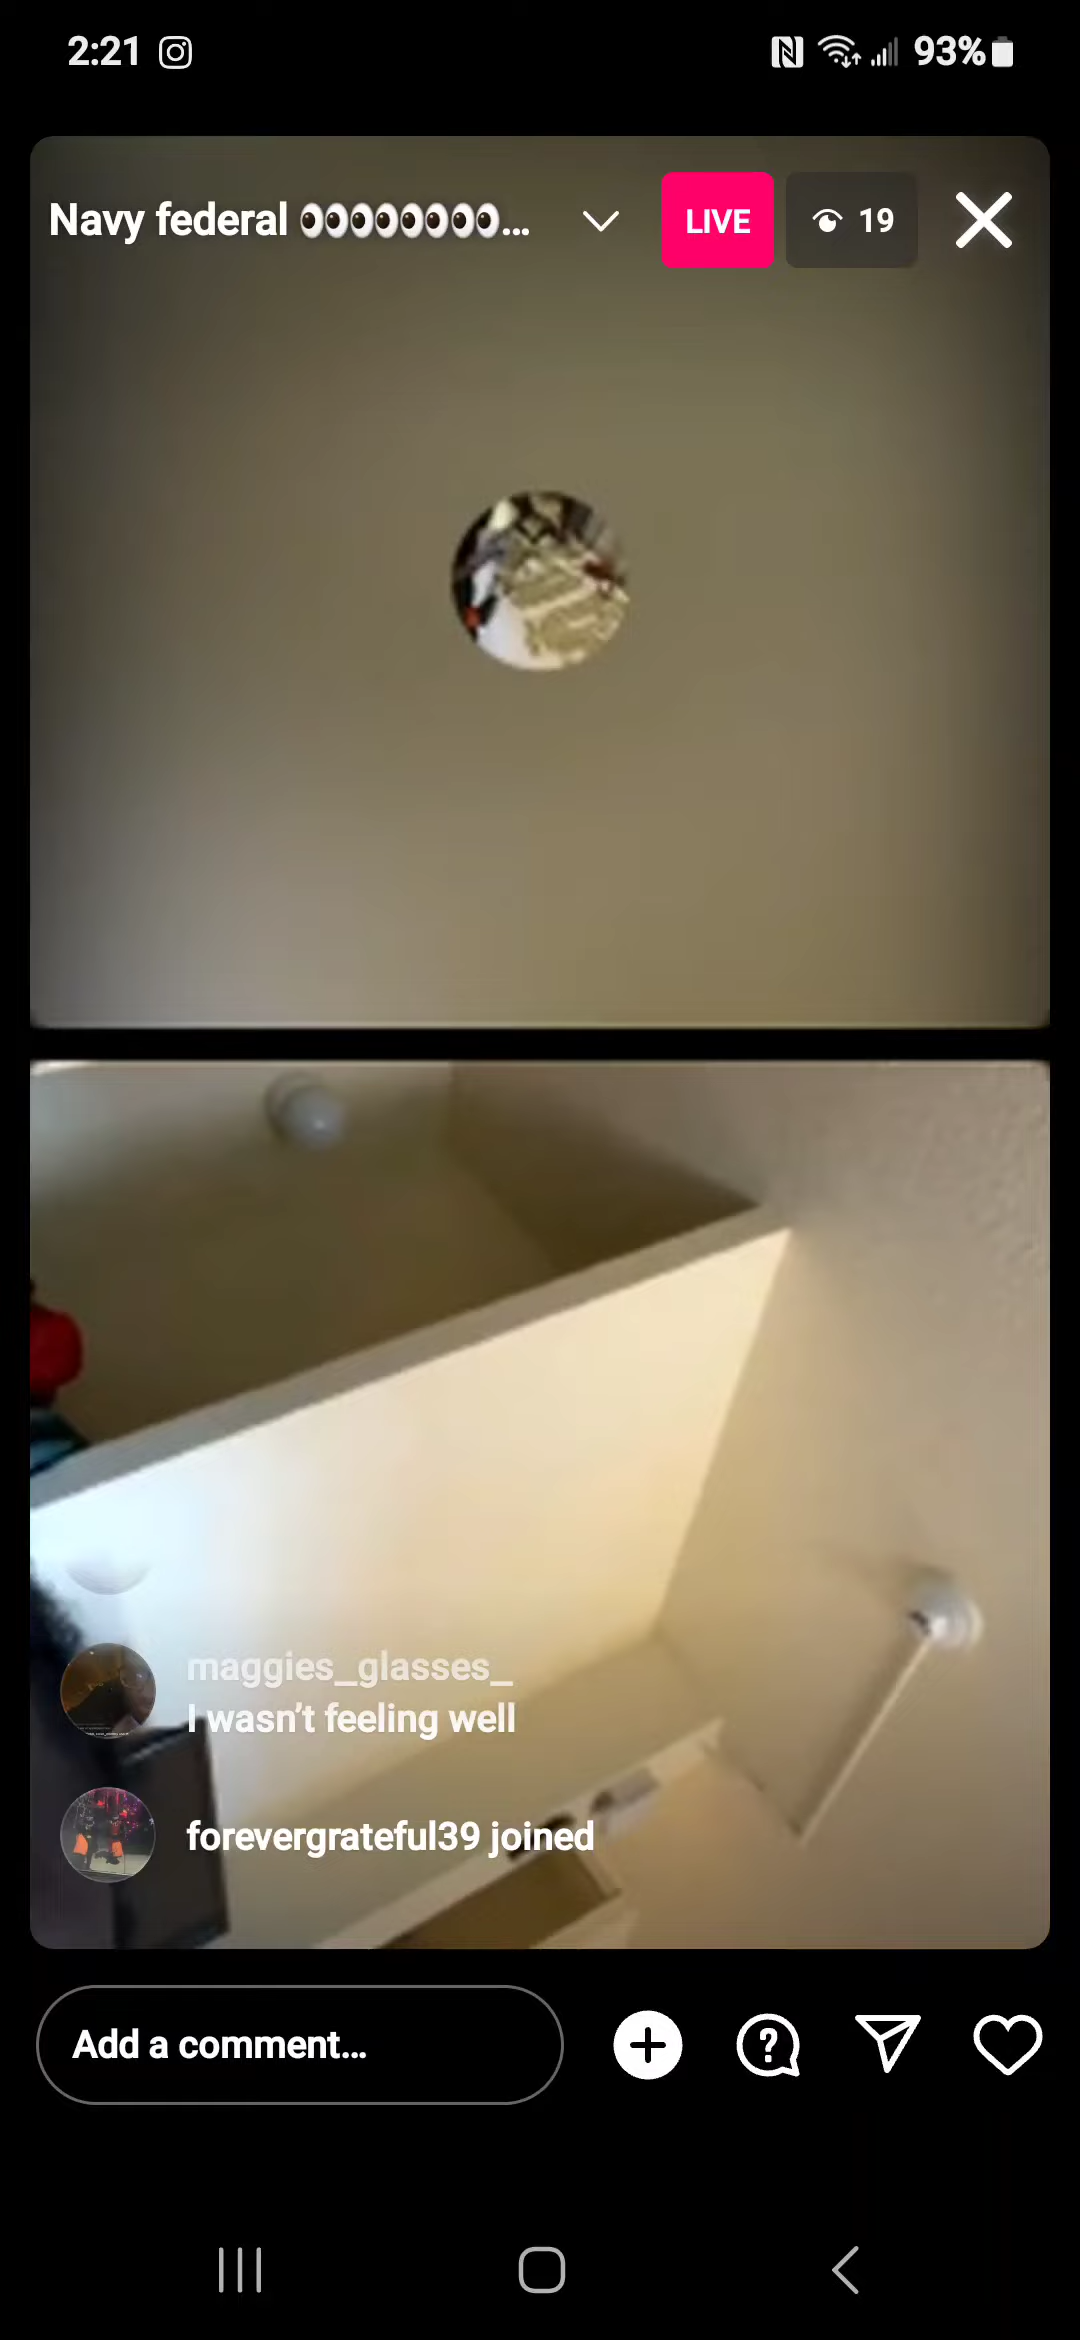 2:21
93%
Navy federal 👀👀👀👀...
LIVE
19
maggies_glasses_
I wasn't feeling well
forevergrateful39 joined
Add a comment...